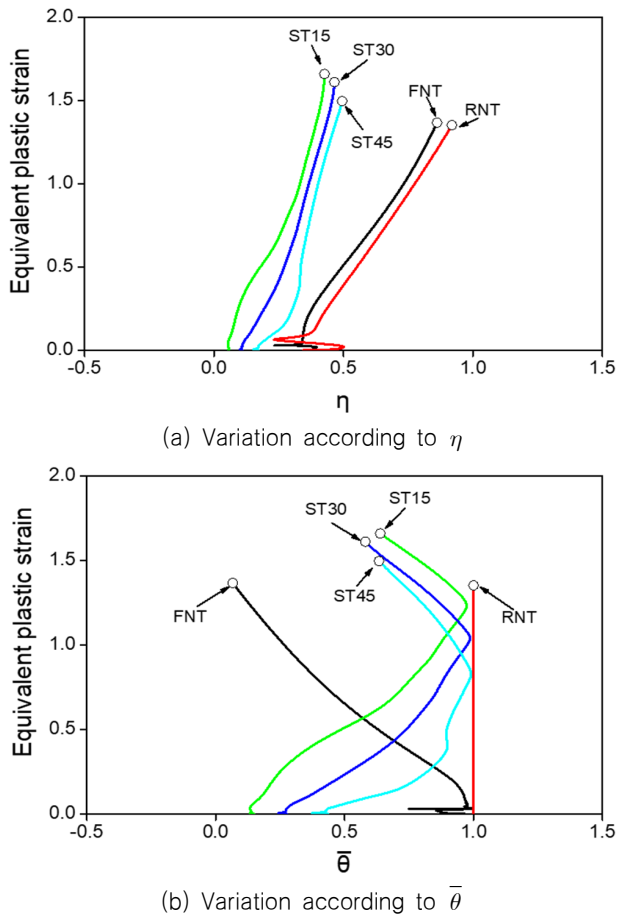 2.0
ST15
ST30
FNT
RNT
ST45
1.5
1.0
0.5
0.0
Equivalent plastic strain
-0.5 0.0 0.5 1.0 1.5
η
(a) Variation according to η
2.0
ST30
ST15
ST45
FNT
RNT
1.5
1.0
0.5
0.0
Equivalent plastic strain
-0.5 0.0 0.5 1.0 1.5
θ̅
(b) Variation according to θ̅